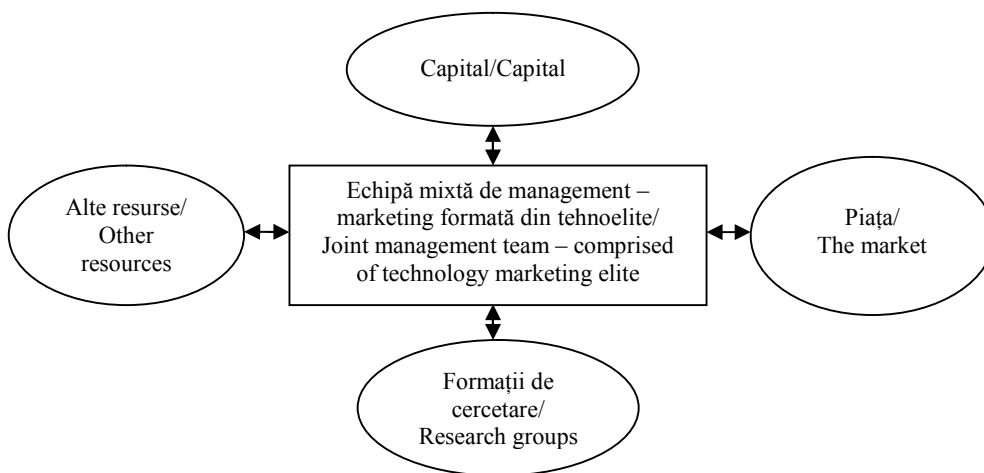 Capital/Capital
Alte resurse/
Other
resources
Echipă mixtă de management –
marketing formată din tehnoelite/
Joint management team – comprised
of technology marketing elite
Piața/
The market
Formații de
cercetare/
Research groups